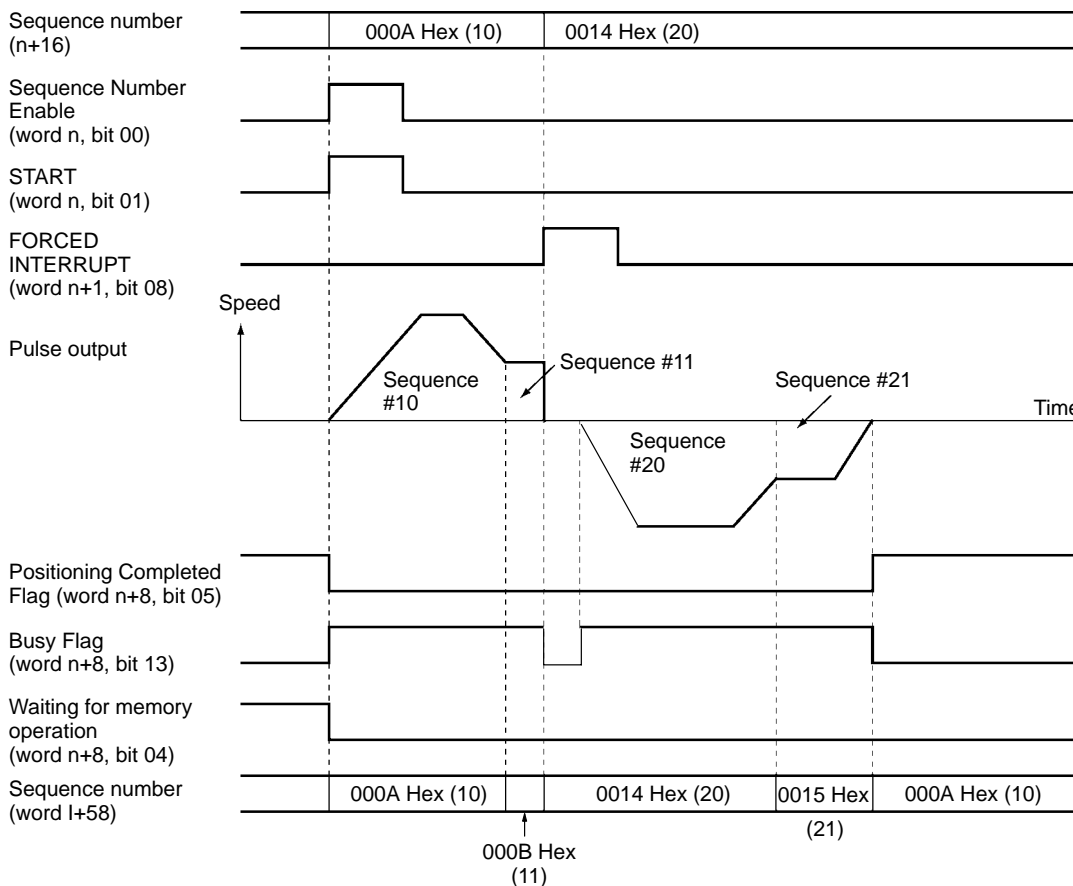 Sequence number
(n+16)
000A Hex (10)
0014 Hex (20)
Sequence Number
Enable
(word n, bit 00)
START
(word n, bit 01)
FORCED
INTERRUPT
(word n+1, bit 08)
Speed
Pulse output
Sequence
#10
Sequence #11
Sequence #21
Time
Sequence
#20
Positioning Completed
Flag (word n+8, bit 05)
Busy Flag
(word n+8, bit 13)
Waiting for memory
operation
(word n+8, bit 04)
Sequence number
(word I+58)
000A Hex (10)
0014 Hex (20)
0015 Hex
(21)
000A Hex (10)
000B Hex
(11)